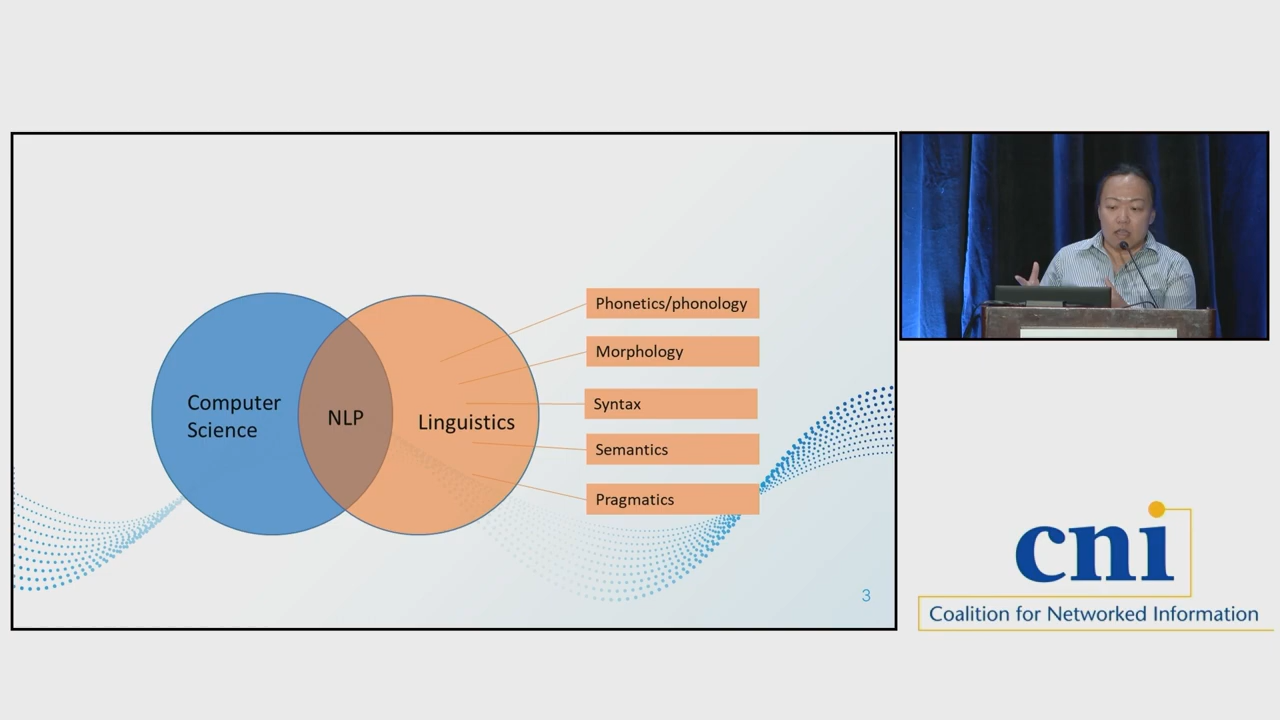 Phonetics/phonology
Morphology
Computer
Science
NLP
Linguistics
Syntax
Semantics
Pragmatics
3
cni
Coalition for Networked Information